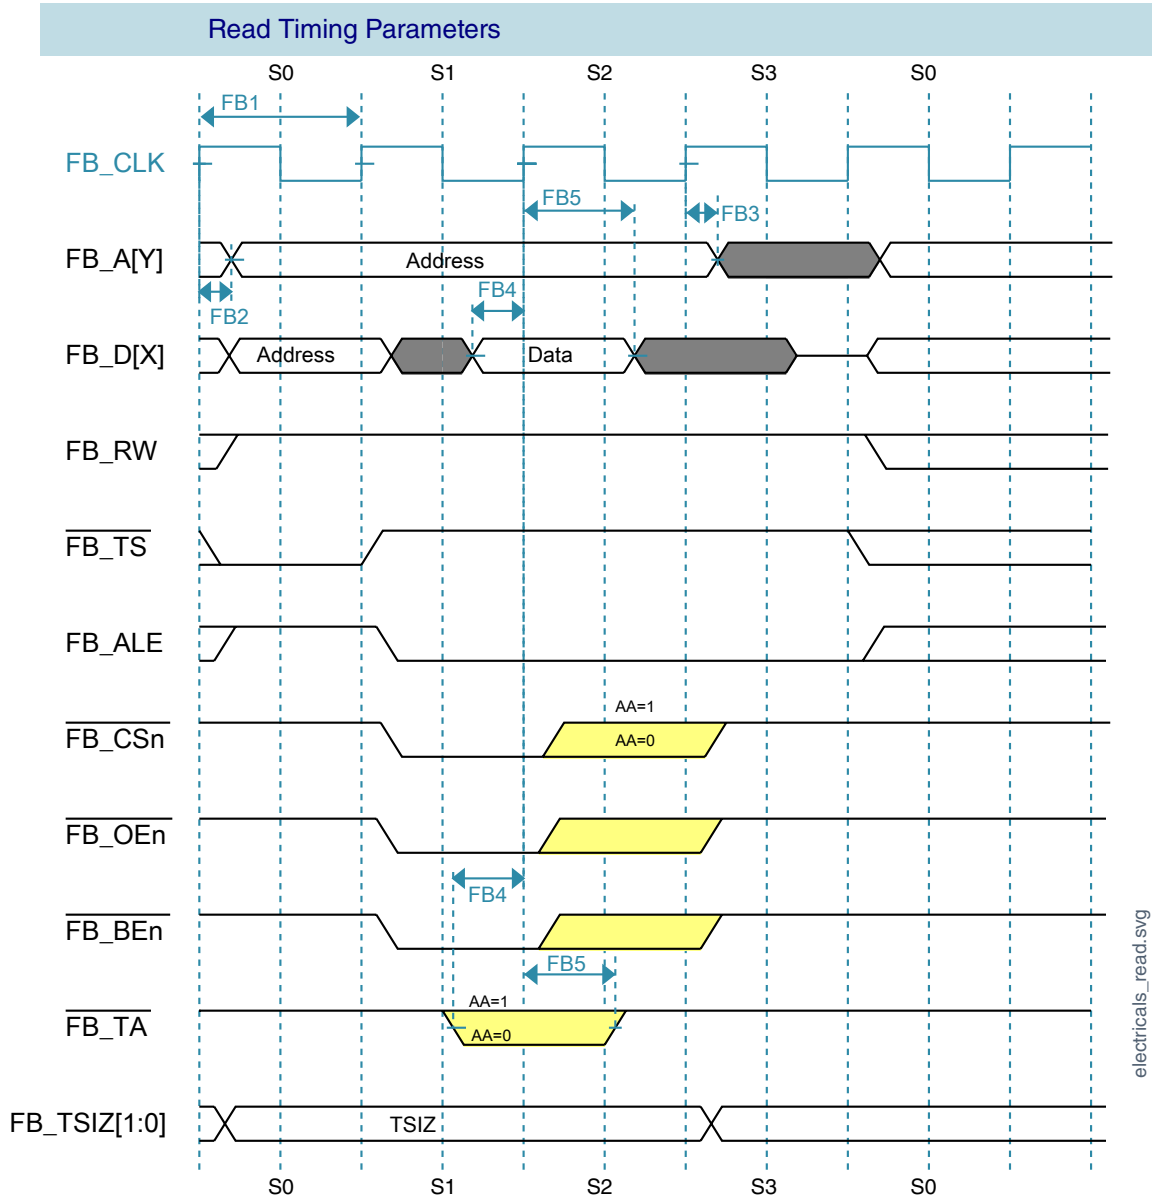 Read Timing Parameters
S0 S1 S2 S3 S0
FB1
FB_CLK
FB5
FB3
FB_A[Y]
Address
FB4
FB2
FB_D[X]
Address Data
FB_RW
FB_TS
FB_ALE
AA=1
FB_CSn
AA=0
FB_OEn
FB4
FB_BEn
FB5
AA=1
FB_TA
AA=0
FB_TSIZ[1:0]
TSIZ
S0 S1 S2 S3 S0
electricals_read.svg